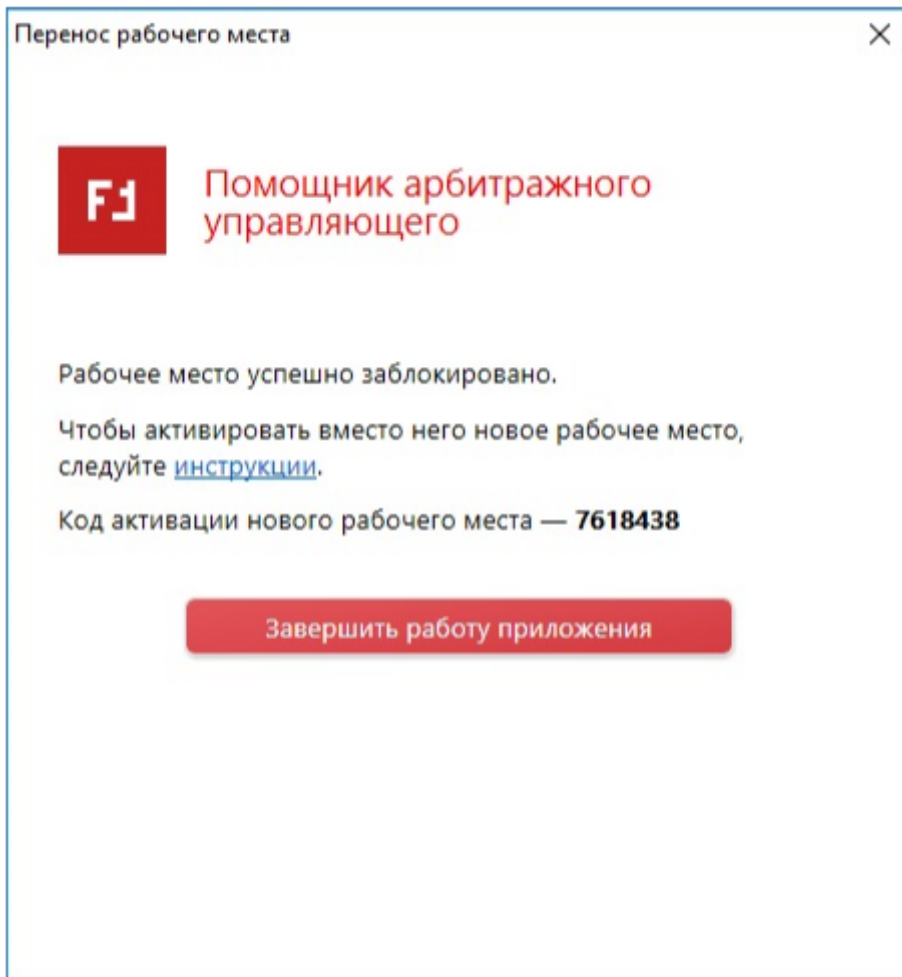 Перенос рабочего места
Помощник арбитражного
управляющего
Рабочее место успешно заблокировано.
Чтобы активировать вместо него новое рабочее место,
следуйте инструкции.
Код активации нового рабочего места — 7618438
Завершить работу приложения